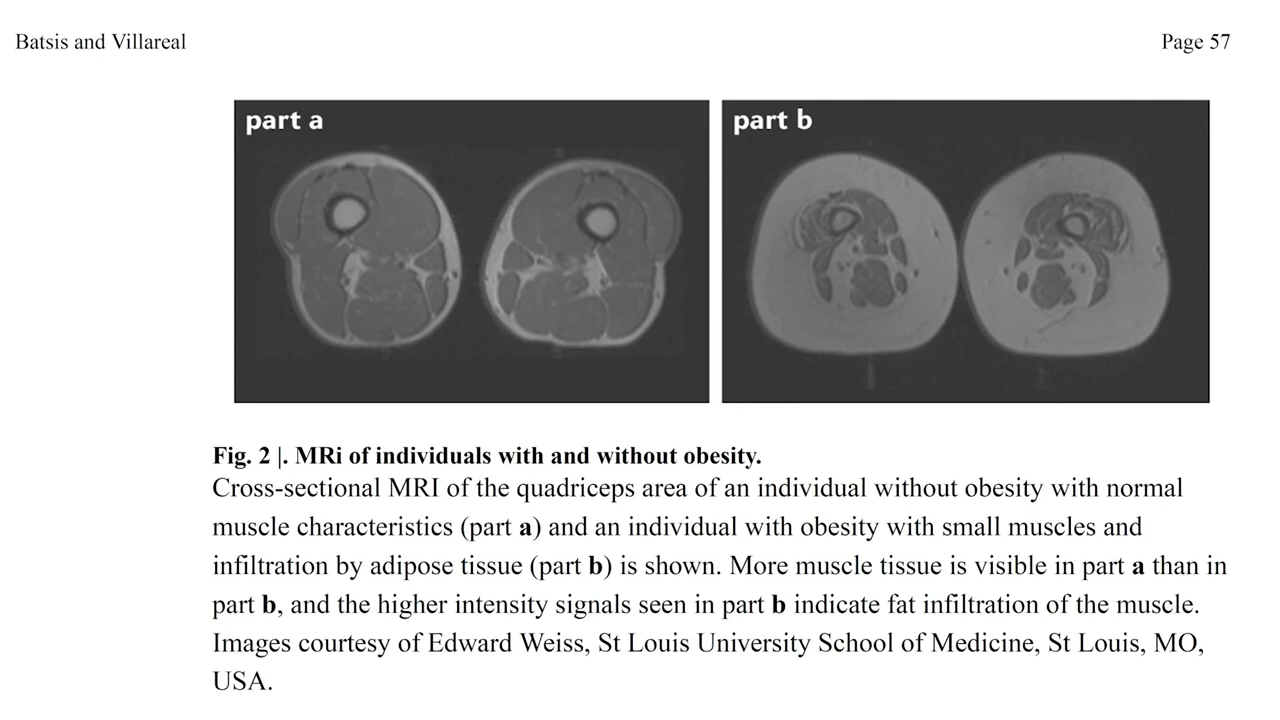 Batsis and Villareal
Page 57
part a
part b
Fig. 2 |. MRi of individuals with and without obesity.
Cross-sectional MRI of the quadriceps area of an individual without obesity with normal
muscle characteristics (part a) and an individual with obesity with small muscles and
infiltration by adipose tissue (part b) is shown. More muscle tissue is visible in part a than in
part b, and the higher intensity signals seen in part b indicate fat infiltration of the muscle.
Images courtesy of Edward Weiss, St Louis University School of Medicine, St Louis, MO,
USA.